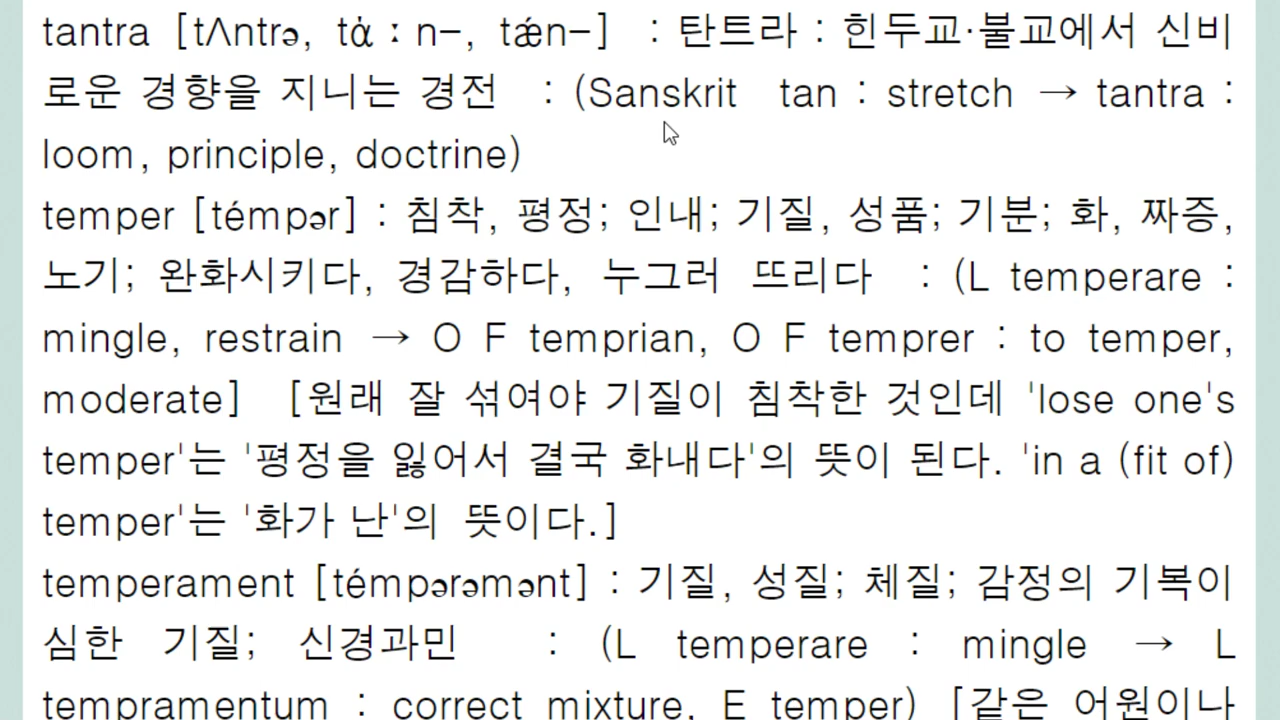 tantra [tʌntrə, tάːn−, tǽn−] : 탄트라 : 힌두교·불교에서 신비
로운 경향을 지니는 경전 : (Sanskrit tan : stretch → tantra :
loom, principle, doctrine)
temper [témpər] : 침착, 평정; 인내; 기질, 성품; 기분; 화, 짜증,
노기; 완화시키다, 경감하다, 누그러 뜨리다 : (L temperare :
mingle, restrain → O F temprian, O F temprer : to temper,
moderate] [원래 잘 섞여야 기질이 침착한 것인데 'lose one's
temper'는 '평정을 잃어서 결국 화내다'의 뜻이 된다. 'in a (fit of)
temper'는 '화가 난'의 뜻이다.]
temperament [témpərəmənt] : 기질, 성질; 체질; 감정의 기복이
심한 기질; 신경과민 : (L temperare : mingle → L
tempramentum : correct mixture, E temper) [같은 어원이나